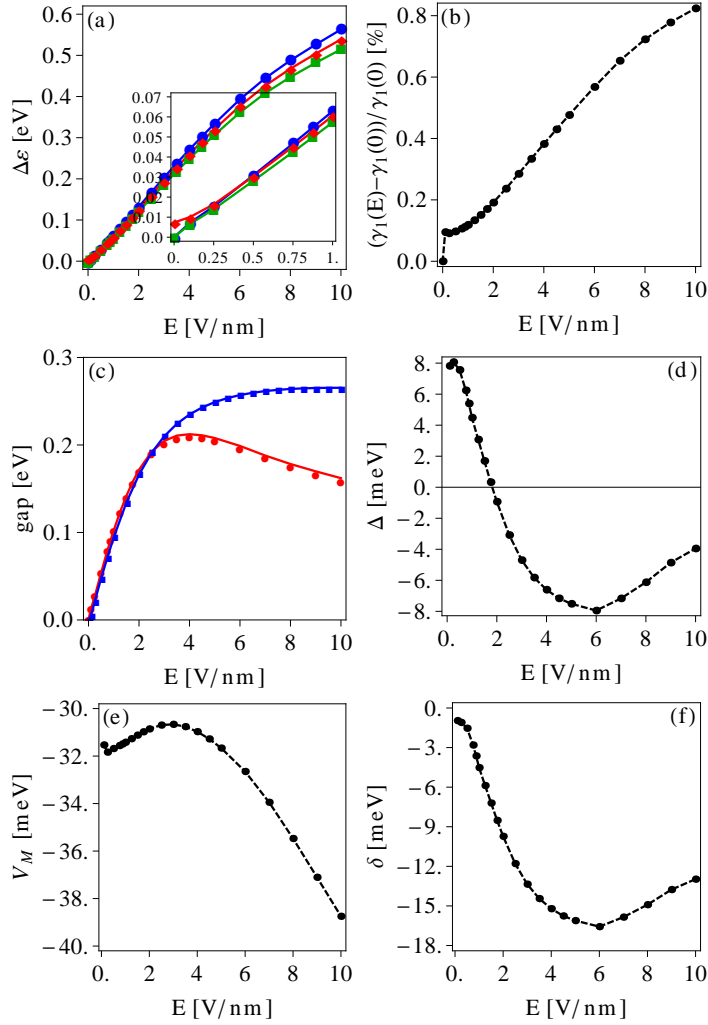 (a)
Δε [eV]
0.6
0.5
0.4
0.3
0.2
0.1
0.0
0.07
0.06
0.05
0.04
0.03
0.02
0.01
0.0
0. 0.25 0.5 0.75 1.
0. 2 4 6 8 10
E [V/nm]
(b)
(γ₁(E)−γ₁(0))/γ₁(0) [%]
0.8
0.6
0.4
0.2
0.0
0. 2 4 6 8 10
E [V/nm]
(c)
gap [eV]
0.3
0.2
0.1
0.0
0. 2 4 6 8 10
E [V/nm]
(d)
Δ [meV]
8.
6.
4.
2.
0.
−2.
−4.
−6.
−8.
0. 2 4 6 8 10
E [V/nm]
(e)
V_M [meV]
−30.
−32.
−34.
−36.
−38.
−40.
0. 2 4 6 8 10
E [V/nm]
(f)
δ [meV]
0.
−3.
−6.
−9.
−12.
−15.
−18.
0. 2 4 6 8 10
E [V/nm]